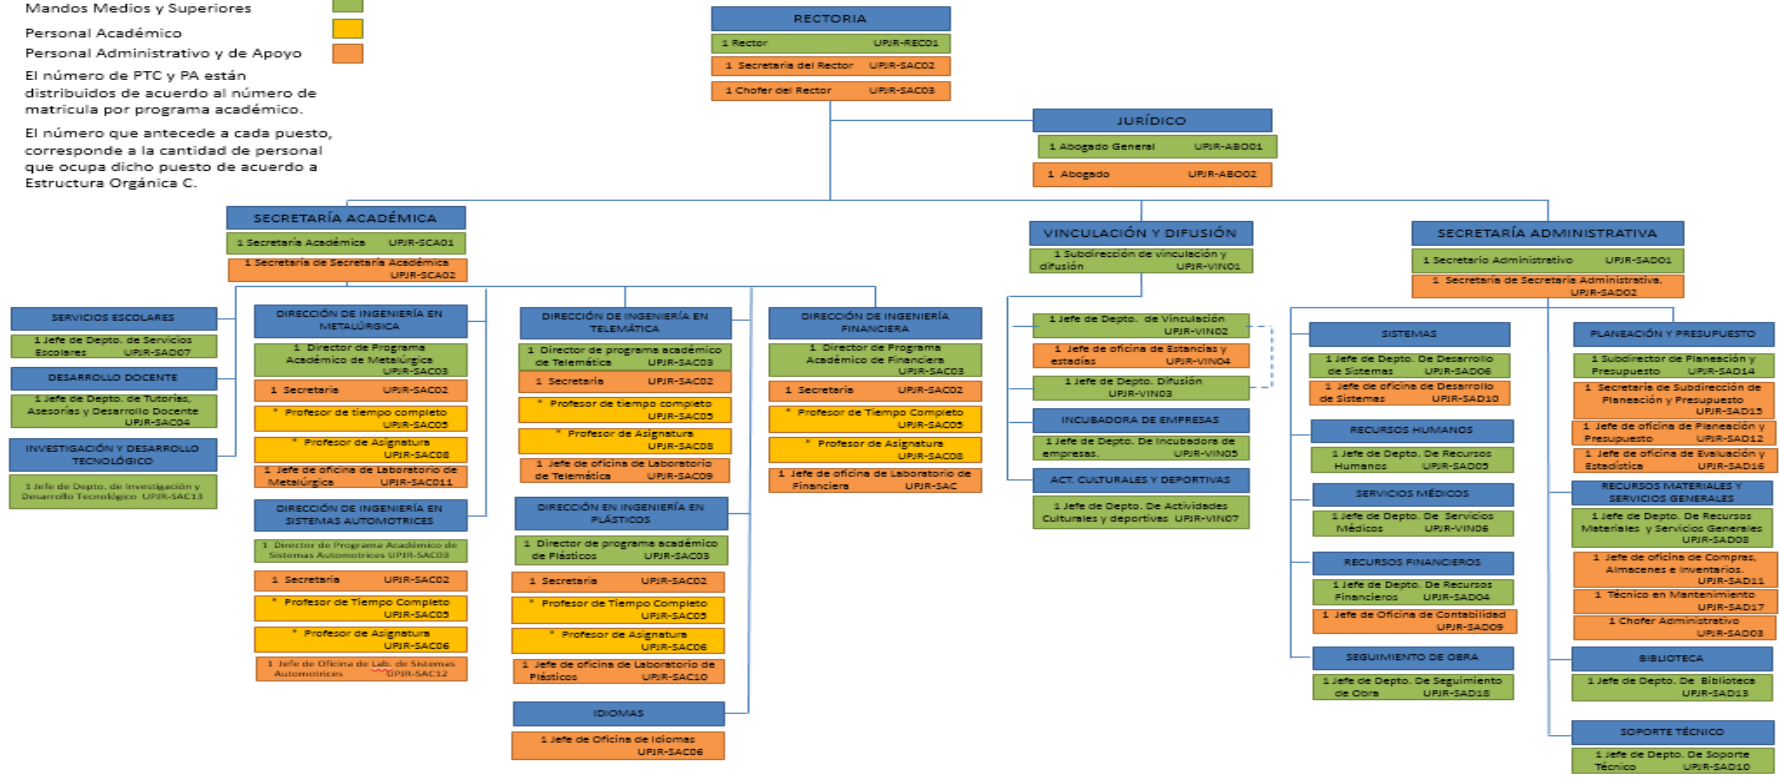 Mandos Medios y Superiores
Personal Académico
Personal Administrativo y de Apoyo
El número de PTC y PA están
distribuidos de acuerdo al número de
matricula por programa académico.
El número que antecede a cada puesto,
corresponde a la cantidad de personal
que ocupa dicho puesto de acuerdo a
Estructura Orgánica C.
RECTORIA
1 Rector UPJR-REC01
1 Secretaria del Rector UPJR-SAC02
1 Chofer del Rector UPJR-SAC03
JURÍDICO
1 Abogado General UPJR-ABO01
1 Abogado UPJR-ABO02
SECRETARÍA ACADÉMICA
1 Secretaría Académica UPJR-SCA01
1 Secretaria de Secretaría Académica
UPJR-SCA02
SERVICIOS ESCOLARES
1 Jefe de Depto. de Servicios
Escolares UPJR-SAD07
DESARROLLO DOCENTE
1 Jefe de Depto. de Tutorías,
Asesorías y Desarrollo Docente
UPJR-SAC04
INVESTIGACIÓN Y DESARROLLO
TECNOLÓGICO
1 Jefe de Depto. de Investigación y
Desarrollo Tecnológico UPJR-SAC13
DIRECCIÓN DE INGENIERÍA EN
METALÚRGICA
1 Director de Programa
Académico de Metalúrgica
UPJR-SAC03
1 Secretaria UPJR-SAC02
* Profesor de tiempo completo
UPJR-SAC05
* Profesor de Asignatura
UPJR-SAC08
1 Jefe de oficina de Laboratorio de
Metalúrgica UPJR-SAC011
DIRECCIÓN DE INGENIERÍA EN
SISTEMAS AUTOMOTRICES
1 Director de Programa Académico de
Sistemas Automotrices UPJR-SAC03
1 Secretaria UPJR-SAC02
* Profesor de Tiempo Completo
UPJR-SAC05
* Profesor de Asignatura
UPJR-SAC06
1 Jefe de Oficina de Lab. de Sistemas
Automotrices UPJR-SAC12
DIRECCIÓN DE INGENIERÍA EN
TELEMÁTICA
1 Director de programa académico
de Telemática UPJR-SAC03
1 Secretaria UPJR-SAC02
* Profesor de tiempo completo
UPJR-SAC05
* Profesor de Asignatura
UPJR-SAC08
1 Jefe de oficina de Laboratorio
de Telemática UPJR-SAC09
DIRECCIÓN EN INGENIERÍA EN
PLÁSTICOS
1 Director de programa académico
de Plásticos UPJR-SAC03
1 Secretaria UPJR-SAC02
* Profesor de Tiempo Completo
UPJR-SAC05
* Profesor de Asignatura
UPJR-SAC06
1 Jefe de oficina de Laboratorio de
Plásticos UPJR-SAC10
IDIOMAS
1 Jefe de Oficina de Idiomas
UPJR-SAC06
DIRECCIÓN DE INGENIERÍA
FINANCIERA
1 Director de Programa
Académico de Financiera
UPJR-SAC03
1 Secretaria UPJR-SAC02
* Profesor de Tiempo Completo
UPJR-SAC05
* Profesor de Asignatura
UPJR-SAC08
1 Jefe de oficina de Laboratorio de
Financiera UPJR-SAC
VINCULACIÓN Y DIFUSIÓN
1 Subdirección de vinculación y
difusión UPJR-VIN01
1 Jefe de Depto. de Vinculación
UPJR-VIN02
1 Jefe de oficina de Estancias y
estadías UPJR-VIN04
1 Jefe de Depto. Difusión
UPJR-VIN03
INCUBADORA DE EMPRESAS
1 Jefe de Depto. De Incubadora de
empresas. UPJR-VIN05
ACT. CULTURALES Y DEPORTIVAS
1 Jefe de Depto. De Actividades
Culturales y deportivas UPJR-VIN07
SECRETARÍA ADMINISTRATIVA
1 Secretario Administrativo UPJR-SAD01
1 Secretaría de Secretaria Administrativa.
UPJR-SAD02
SISTEMAS
1 Jefe de Depto. De Desarrollo
de Sistemas UPJR-SAD06
1 Jefe de oficina de Desarrollo
de Sistemas UPJR-SAD10
RECURSOS HUMANOS
1 Jefe de Depto. De Recursos
Humanos UPJR-SAD05
SERVICIOS MÉDICOS
1 Jefe de Depto. De Servicios
Médicos UPJR-VIN06
RECURSOS FINANCIEROS
1 Jefe de Depto. De Recursos
Financieros UPJR-SAD04
1 Jefe de Oficina de Contabilidad
UPJR-SAD09
SEGUIMIENTO DE OBRA
1 Jefe de Depto. De Seguimiento
de Obra UPJR-SAD18
PLANEACIÓN Y PRESUPUESTO
1 Subdirector de Planeación y
Presupuesto UPJR-SAD14
1 Secretaria de Subdirección de
Planeación y Presupuesto
UPJR-SAD15
1 Jefe de oficina de Planeación y
Presupuesto UPJR-SAD12
1 Jefe de oficina de Evaluación y
Estadística UPJR-SAD16
RECURSOS MATERIALES Y
SERVICIOS GENERALES
1 Jefe de Depto. De Recursos
Materiales y Servicios Generales
UPJR-SAD08
1 Jefe de oficina de Compras,
Almacenes e Inventarios.
UPJR-SAD11
1 Técnico en Mantenimiento
UPJR-SAD17
1 Chofer Administrativo
UPJR-SAD03
BIBLIOTECA
1 Jefe de Depto. De Biblioteca
UPJR-SAD13
SOPORTE TÉCNICO
1 Jefe de Depto. De Soporte
Técnico UPJR-SAD10